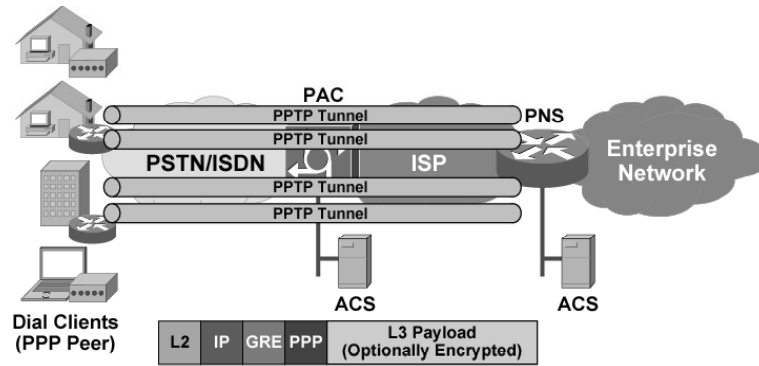 PAC
PPTP Tunnel
PNS
PPTP Tunnel
PSTN/ISDN
ISP
Enterprise
Network
PPTP Tunnel
PPTP Tunnel
ACS
ACS
Dial Clients
(PPP Peer)
L2 IP GRE PPP L3 Payload
(Optionally Encrypted)